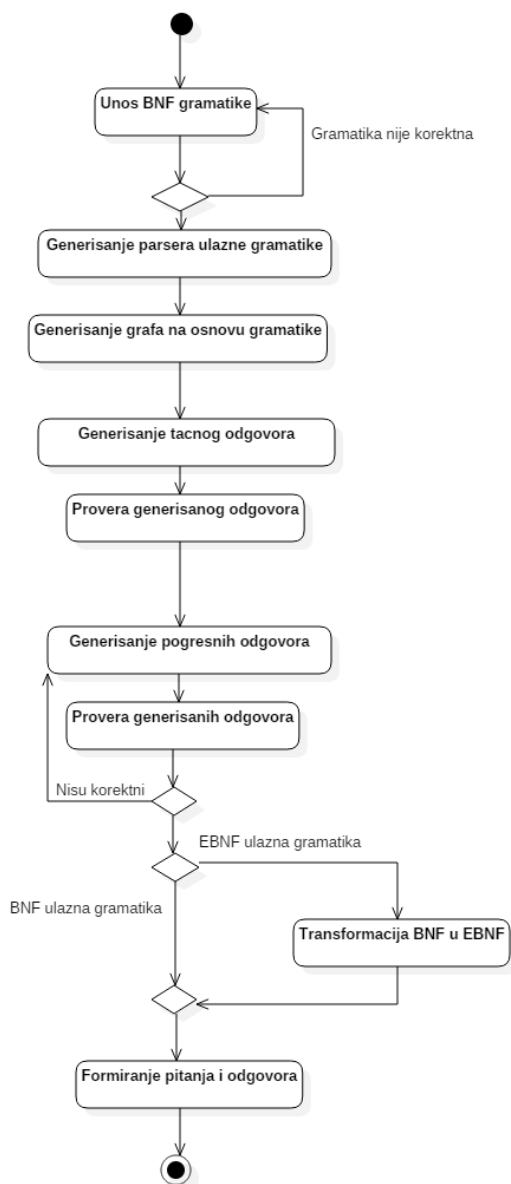 Unos BNF gramatike
Gramatika nije korektna
Generisanje parsera ulazne gramatike
Generisanje grafa na osnovu gramatike
Generisanje tacnog odgovora
Provera generisanog odgovora
Generisanje pogresnih odgovora
Provera generisanih odgovora
Nisu korektni
EBNF ulazna gramatika
BNF ulazna gramatika
Transformacija BNF u EBNF
Formiranje pitanja i odgovora